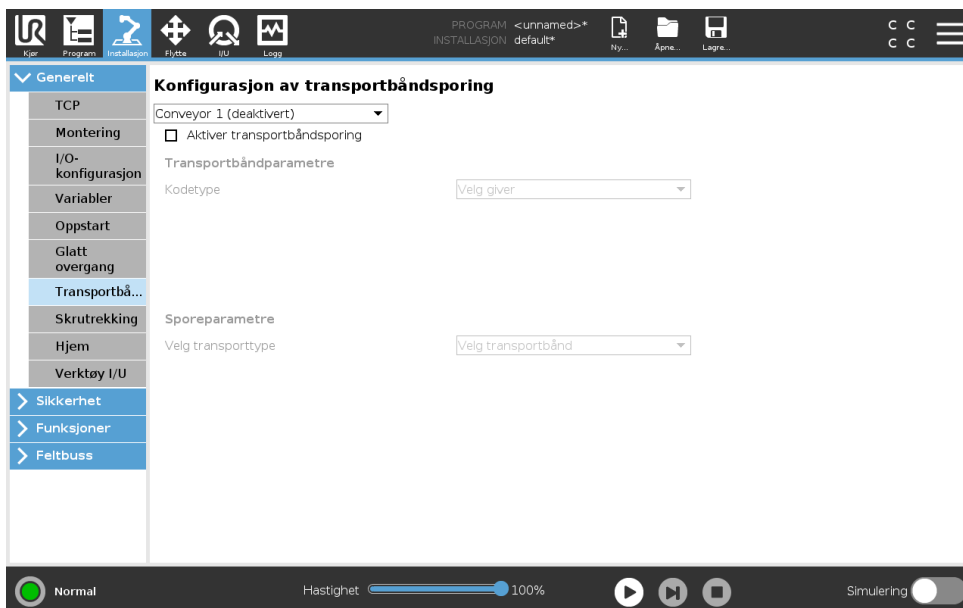 PROGRAM <unnamed>*
INSTALLASJON default*
Kjør Program Installasjon Flytte I/U Logg Ny... Åpne... Lagre...
C C
C C
Generelt
TCP
Montering
I/O-
konfigurasjon
Variabler
Oppstart
Glatt
overgang
Transportbå...
Skrutrekking
Hjem
Verktøy I/U
Sikkerhet
Funksjoner
Feltbuss
Konfigurasjon av transportbåndsporing
Conveyor 1 (deaktivert)
Aktiver transportbåndsporing
Transportbåndparametre
Kodetype Velg giver
Sporeparametre
Velg transporttype Velg transportbånd
Normal Hastighet 100% Simulering